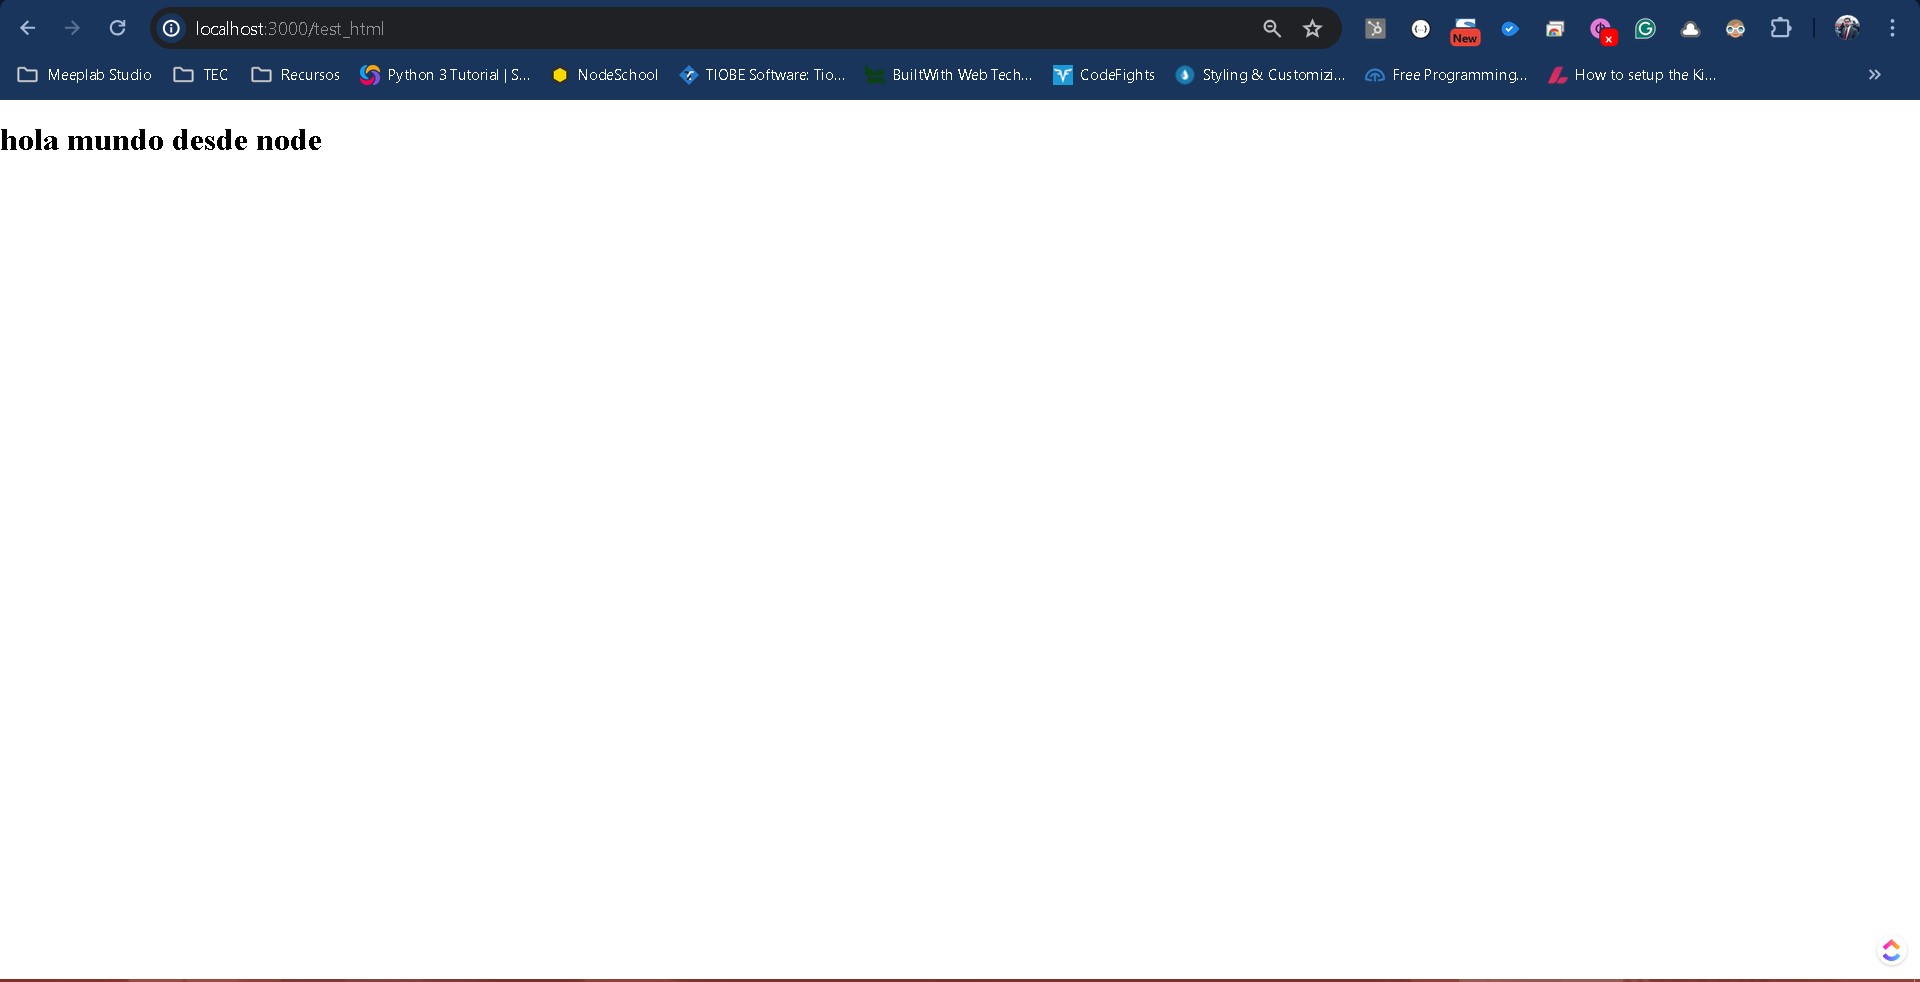 localhost:3000/test_html
New
Meeplab Studio TEC Recursos Python 3 Tutorial | S... NodeSchool TIOBE Software: Tio... BuiltWith Web Tech... CodeFights Styling & Customizi... Free Programming... How to setup the Ki... »
hola mundo desde node